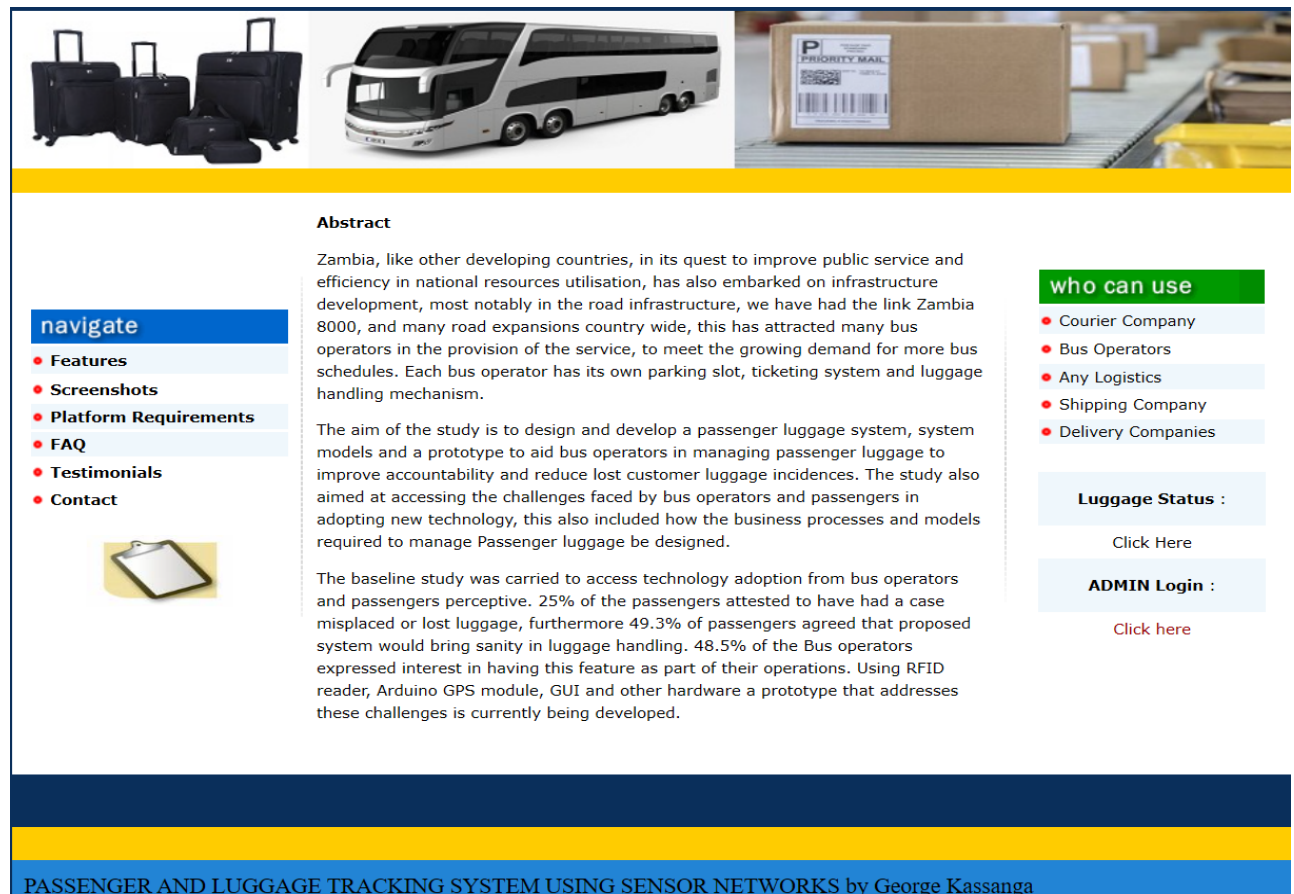 P
PRIORITY MAIL
Abstract
Zambia, like other developing countries, in its quest to improve public service and
efficiency in national resources utilisation, has also embarked on infrastructure
development, most notably in the road infrastructure, we have had the link Zambia
8000, and many road expansions country wide, this has attracted many bus
operators in the provision of the service, to meet the growing demand for more bus
schedules. Each bus operator has its own parking slot, ticketing system and luggage
handling mechanism.
The aim of the study is to design and develop a passenger luggage system, system
models and a prototype to aid bus operators in managing passenger luggage to
improve accountability and reduce lost customer luggage incidences. The study also
aimed at accessing the challenges faced by bus operators and passengers in
adopting new technology, this also included how the business processes and models
required to manage Passenger luggage be designed.
The baseline study was carried to access technology adoption from bus operators
and passengers perceptive. 25% of the passengers attested to have had a case
misplaced or lost luggage, furthermore 49.3% of passengers agreed that proposed
system would bring sanity in luggage handling. 48.5% of the Bus operators
expressed interest in having this feature as part of their operations. Using RFID
reader, Arduino GPS module, GUI and other hardware a prototype that addresses
these challenges is currently being developed.
navigate
Features
Screenshots
Platform Requirements
FAQ
Testimonials
Contact
who can use
Courier Company
Bus Operators
Any Logistics
Shipping Company
Delivery Companies
Luggage Status :
Click Here
ADMIN Login :
Click here
PASSENGER AND LUGGAGE TRACKING SYSTEM USING SENSOR NETWORKS by George Kassanga